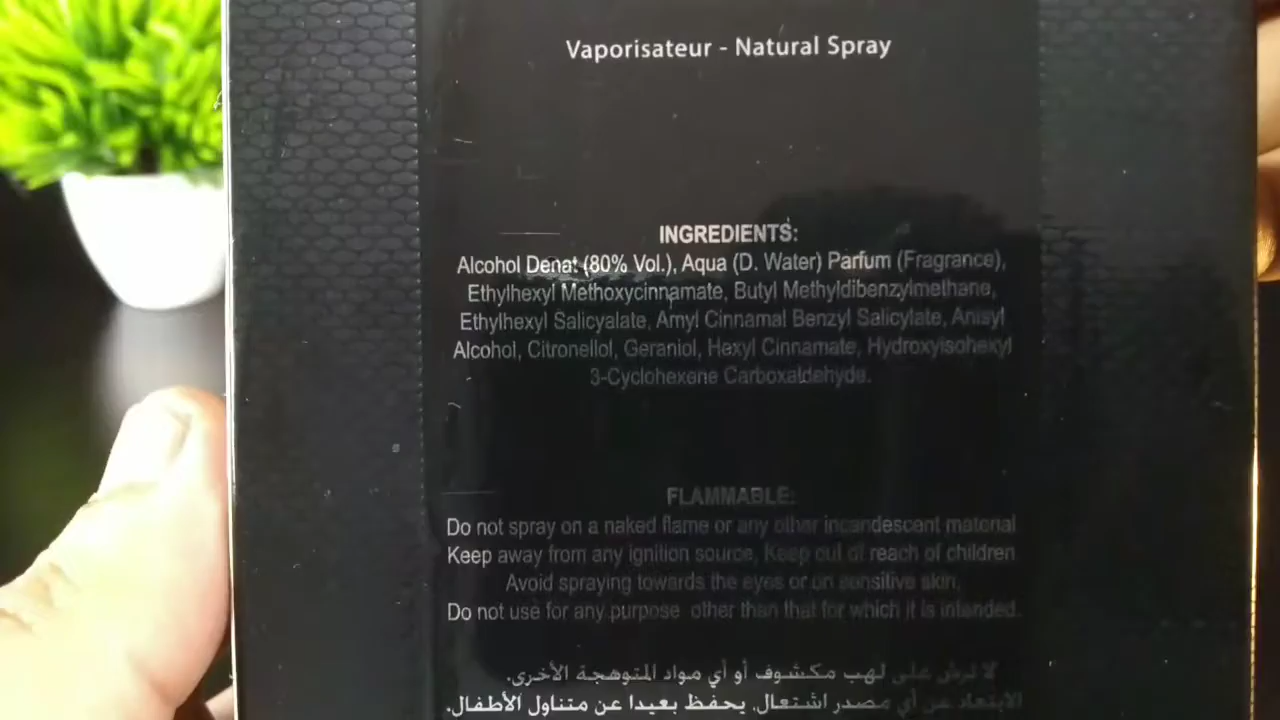 Vaporisateur - Natural Spray
INGREDIENTS:
Alcohol Denat (80% Vol.), Aqua (D. Water) Parfum (Fragrance),
Ethylhexyl Methoxycinnamate, Butyl Methyldibenzylmethane,
Ethylhexyl Salicyalate, Amyl Cinnamal Benzyl Salicylate, Anisyl
Alcohol, Citronellol, Geraniol, Hexyl Cinnamate, Hydroxyisohexyl
3-Cyclohexene Carboxaldehyde.
FLAMMABLE:
Do not spray on a naked flame or any other incandescent material
Keep away from any ignition source, Keep out of reach of children
Avoid spraying towards the eyes or on sensitive skin,
Do not use for any purpose other than that for which it is intended.
لا ترش على لهب مكشوف أو أي مواد المتوهجة الأخرى.
الابتعاد عن أي مصدر اشتعال. يحفظ بعيدا عن متناول الأطفال.